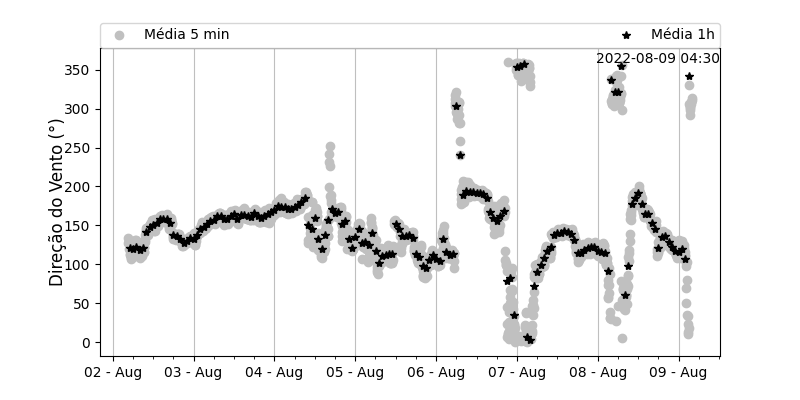 Média 5 min
Média 1h
2022-08-09 04:30
Direção do Vento (°)
350
300
250
200
150
100
50
0
02 - Aug
03 - Aug
04 - Aug
05 - Aug
06 - Aug
07 - Aug
08 - Aug
09 - Aug